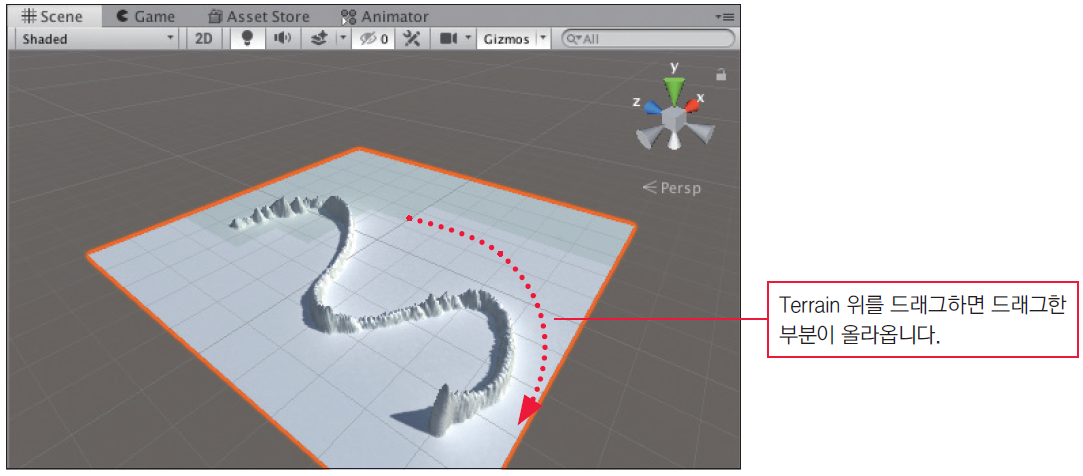 Scene Game Asset Store Animator
Shaded 2D 0 Gizmos All
y
z x
Persp
Terrain 위를 드래그하면 드래그한
부분이 올라옵니다.